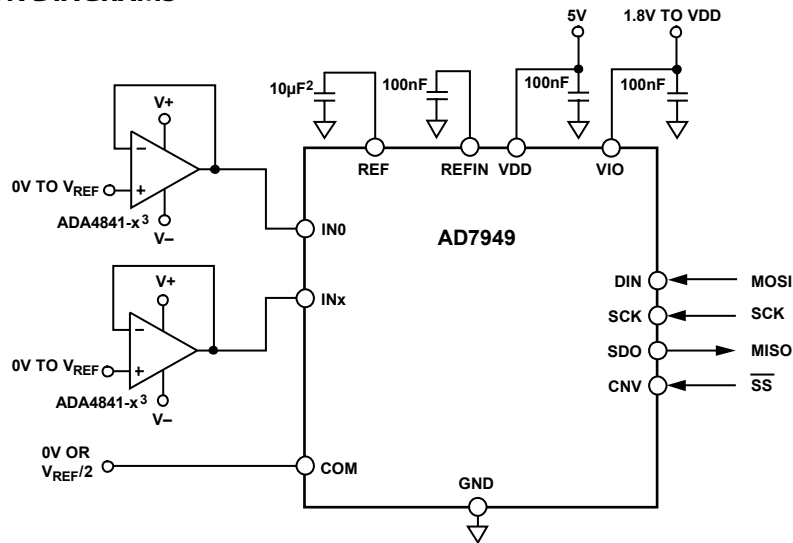 5V
1.8V TO VDD
10µF²
100nF
100nF
100nF
V+
REF
REFIN
VDD
VIO
–
0V TO VREF
+
ADA4841-x³
V–
IN0
AD7949
V+
INx
DIN
MOSI
SCK
SCK
–
SDO
MISO
0V TO VREF
+
CNV
SS
ADA4841-x³
V–
0V OR
VREF/2
COM
GND